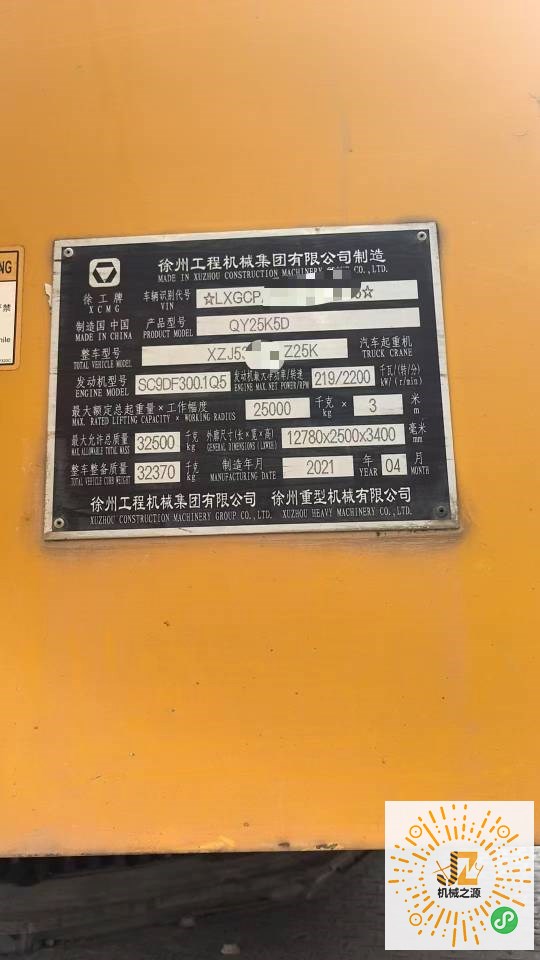 NG
徐州工程机械集团有限公司制造
MADE IN XUZHOU CONSTRUCTION MACHINERY GROUP CO.,LTD.
徐工牌
XCMG
车辆识别代号
VIN
☆LXGCP
☆
制造国 中国
MADE IN CHINA
产品型号
PRODUCT MODEL
QY25K5D
整车型号
TOTAL VEHICLE MODEL
XZJ5
Z25K
汽车起重机
TRUCK CRANE
发动机型号
ENGINE MODEL
SC9DF300.1Q5
发动机最大净功率/转速
ENGINE MAX.NET POWER/RPM
219/2200
千瓦/(转/分)
kW/(r/min)
最大额定总起重量×工作幅度
MAX. RATED LIFTING CAPACITY × WORKING RADIUS
25000
千克
kg
×
3
米
m
最大允许总质量
MAX ALLOWABLE TOTAL MASS
32500
千克
kg
外廓尺寸(长×宽×高)
GENERAL DIMENSIONS (LXWXH)
12780x2500x3400
毫米
mm
整车整备质量
TOTAL VEHICLE CURB WEIGHT
32370
千克
kg
制造年月
MANUFACTURING DATE
2021
年
YEAR
04
月
MONTH
徐州工程机械集团有限公司 徐州重型机械有限公司
XUZHOU CONSTRUCTION MACHINERY GROUP CO.,LTD. XUZHOU HEAVY MACHINERY CO.,LTD.
机械之源